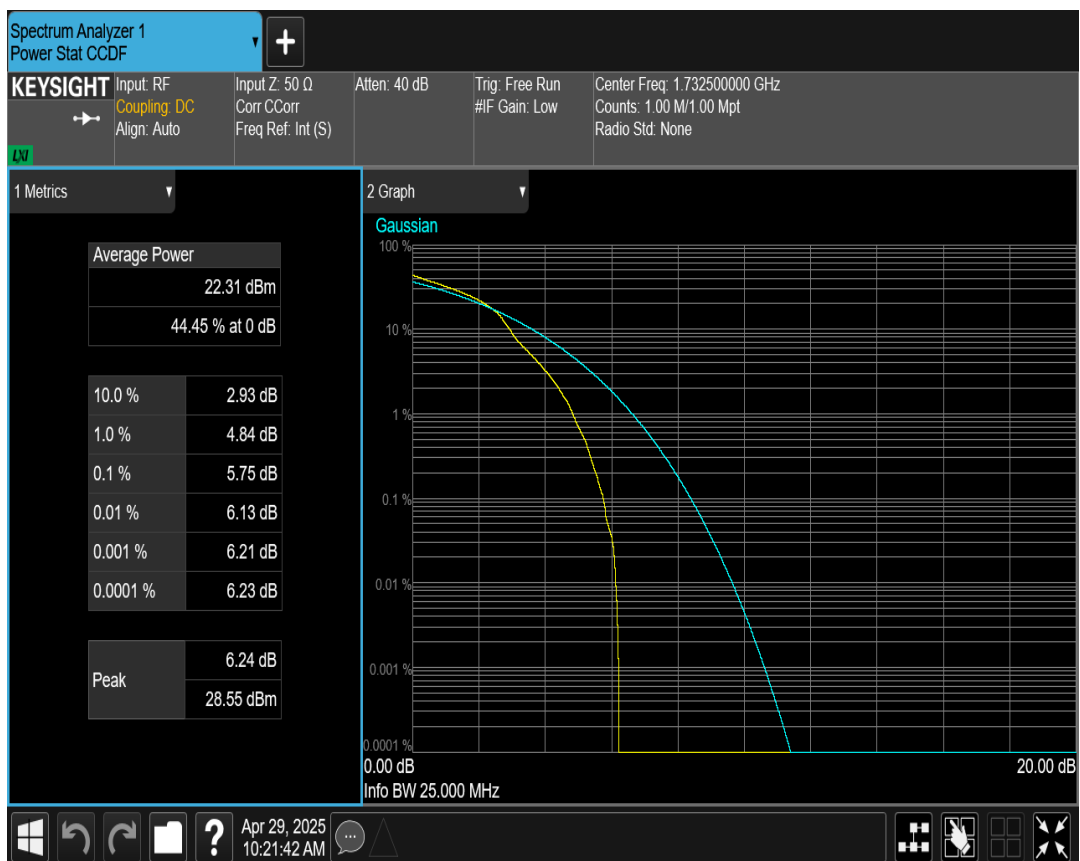 Spectrum Analyzer 1
Power Stat CCDF
KEYSIGHT
LXI
Input: RF
Coupling: DC
Align: Auto
Input Z: 50 Ω
Corr CCorr
Freq Ref: Int (S)
Atten: 40 dB
Trig: Free Run
#IF Gain: Low
Center Freq: 1.732500000 GHz
Counts: 1.00 M/1.00 Mpt
Radio Std: None
1 Metrics
Average Power
22.31 dBm
44.45 % at 0 dB
10.0 % 2.93 dB
1.0 % 4.84 dB
0.1 % 5.75 dB
0.01 % 6.13 dB
0.001 % 6.21 dB
0.0001 % 6.23 dB
Peak
6.24 dB
28.55 dBm
2 Graph
Gaussian
100 %
10 %
1 %
0.1 %
0.01 %
0.001 %
0.0001 %
0.00 dB 20.00 dB
Info BW 25.000 MHz
?
Apr 29, 2025
10:21:42 AM